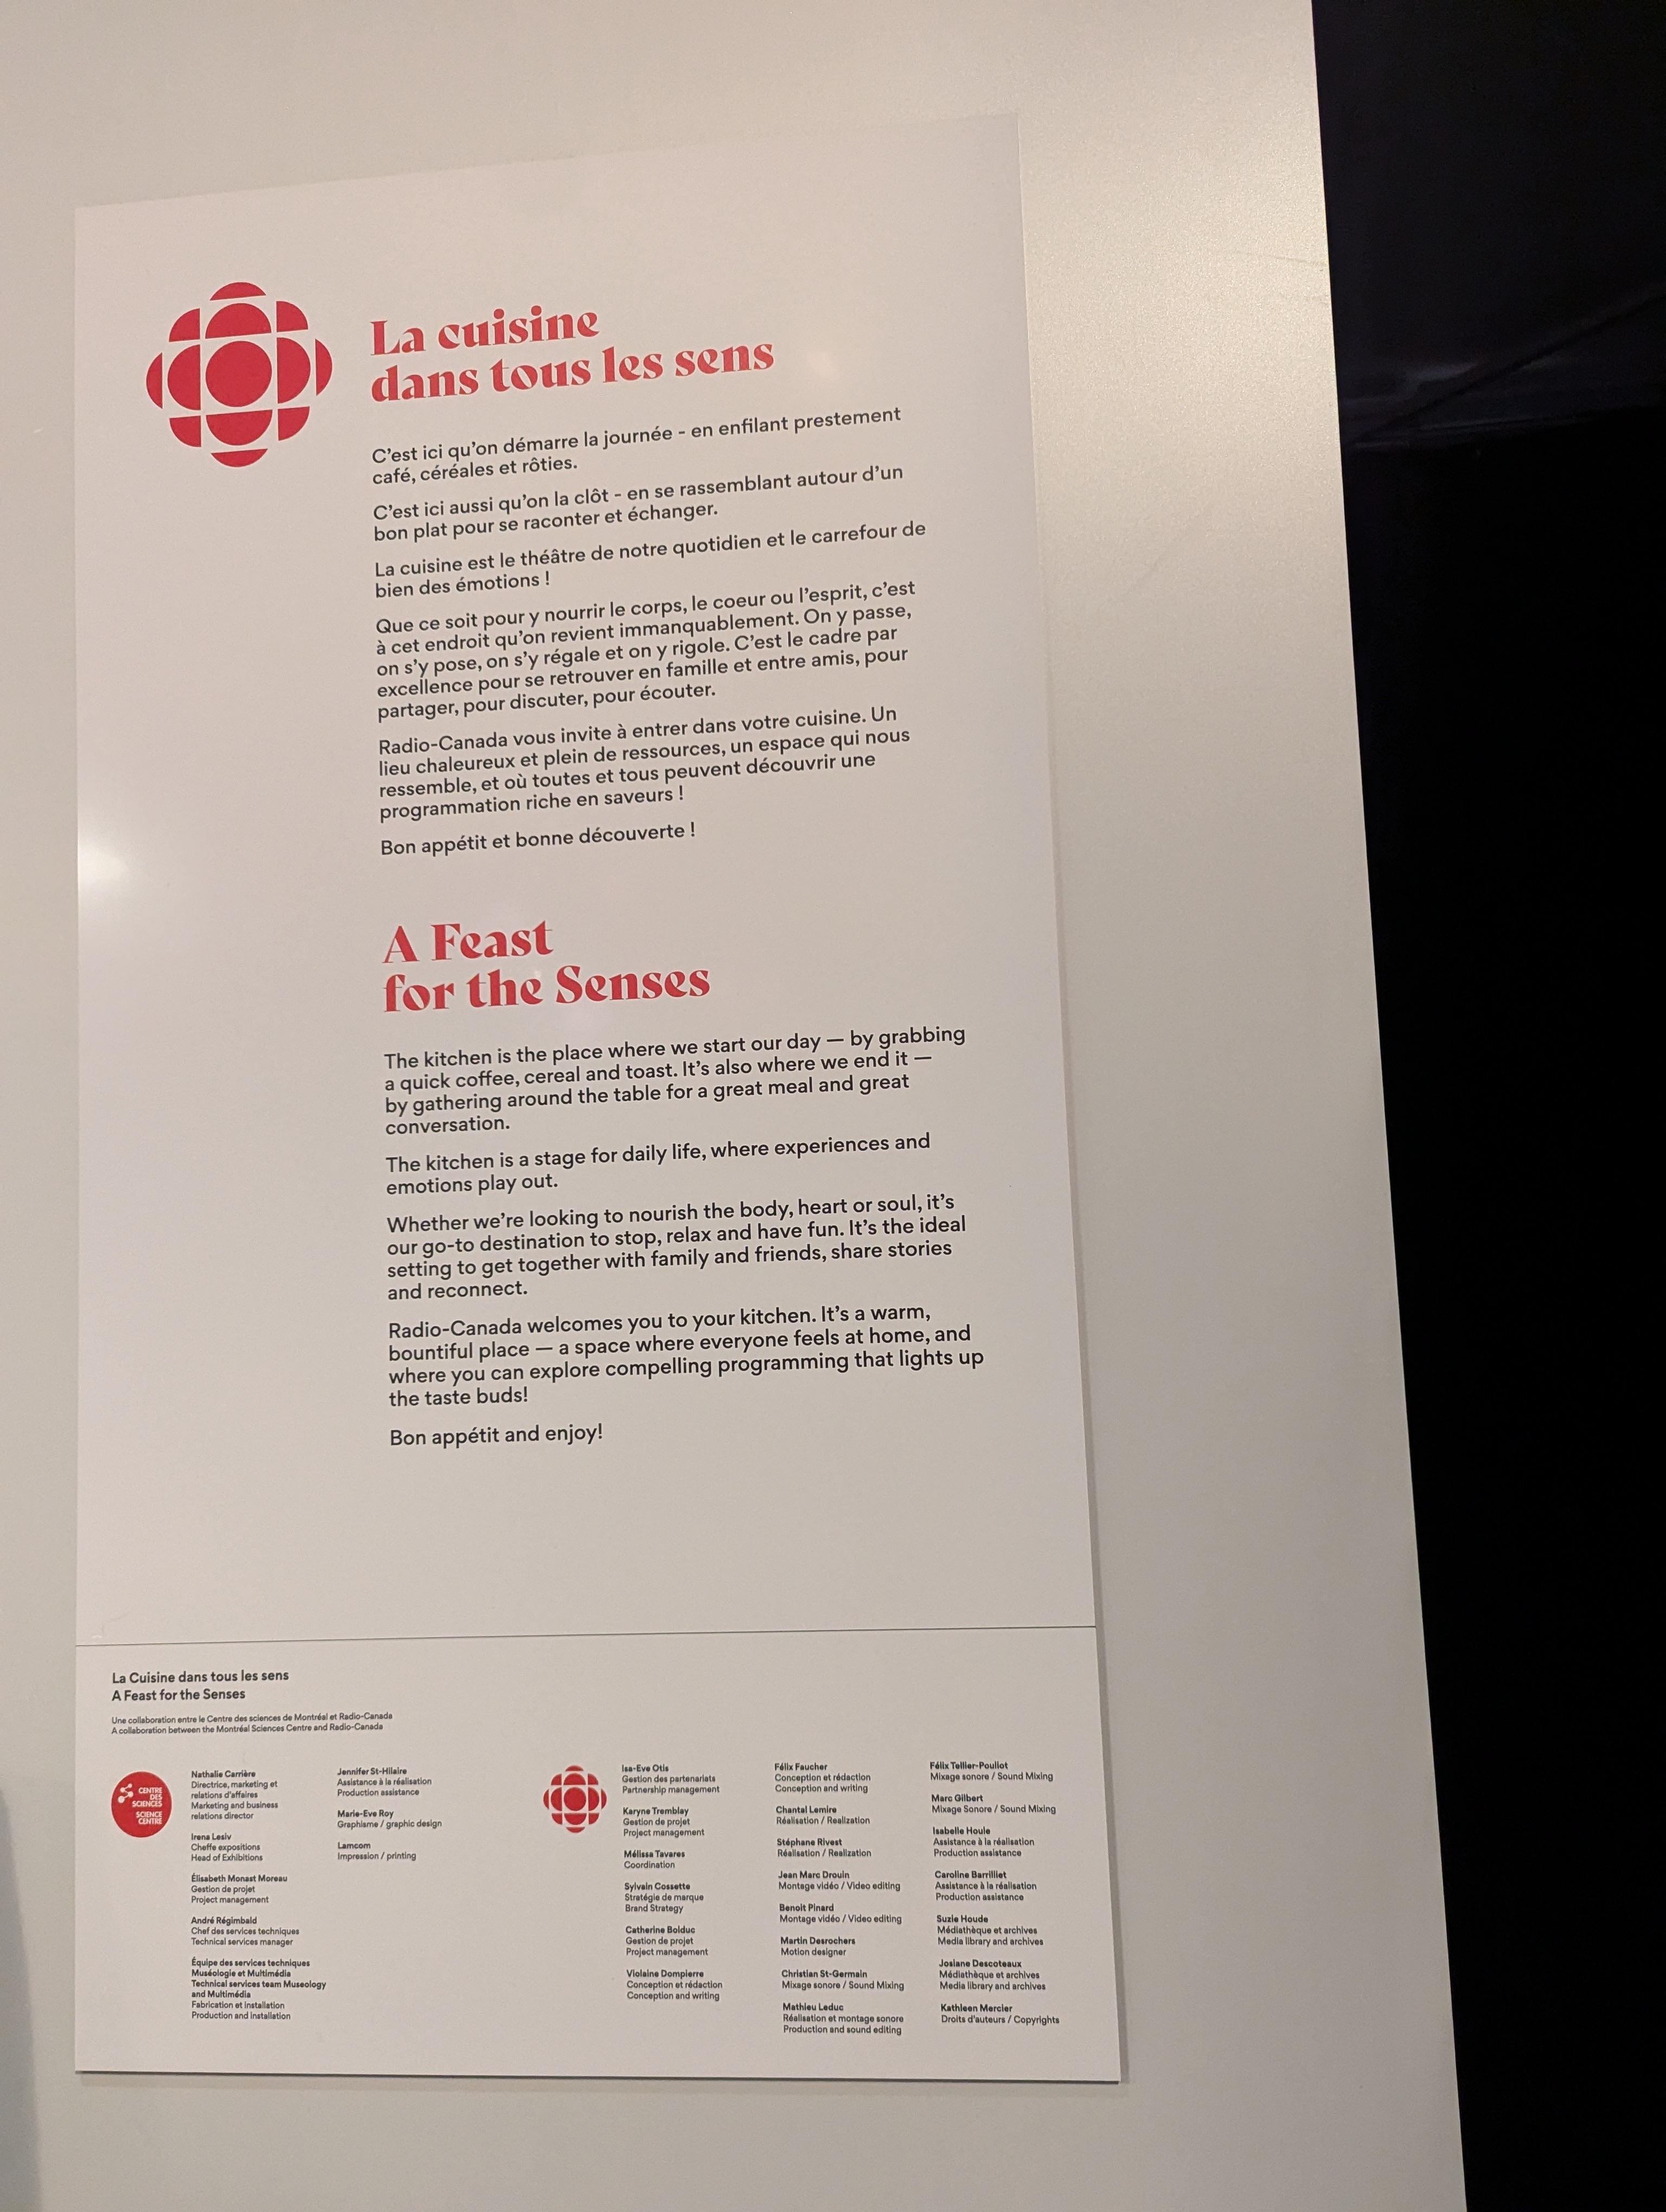 La cuisine
dans tous les sens
C'est ici qu'on démarre la journée - en enfilant prestement
café, céréales et rôties.
C'est ici aussi qu'on la clôt - en se rassemblant autour d'un
bon plat pour se raconter et échanger.
La cuisine est le théâtre de notre quotidien et le carrefour de
bien des émotions !
Que ce soit pour y nourrir le corps, le coeur ou l'esprit, c'est
à cet endroit qu'on revient immanquablement. On y passe,
on s'y pose, on s'y régale et on y rigole. C'est le cadre par
excellence pour se retrouver en famille et entre amis, pour
partager, pour discuter, pour écouter.
Radio-Canada vous invite à entrer dans votre cuisine. Un
lieu chaleureux et plein de ressources, un espace qui nous
ressemble, et où toutes et tous peuvent découvrir une
programmation riche en saveurs !
Bon appétit et bonne découverte !
A Feast
for the Senses
The kitchen is the place where we start our day — by grabbing
a quick coffee, cereal and toast. It's also where we end it —
by gathering around the table for a great meal and great
conversation.
The kitchen is a stage for daily life, where experiences and
emotions play out.
Whether we're looking to nourish the body, heart or soul, it's
our go-to destination to stop, relax and have fun. It's the ideal
setting to get together with family and friends, share stories
and reconnect.
Radio-Canada welcomes you to your kitchen. It's a warm,
bountiful place — a space where everyone feels at home, and
where you can explore compelling programming that lights up
the taste buds!
Bon appétit and enjoy!
La Cuisine dans tous les sens
A Feast for the Senses
Une collaboration entre le Centre des sciences de Montréal et Radio-Canada
A collaboration between the Montréal Sciences Centre and Radio-Canada
CENTRE
DES
SCIENCES
SCIENCE
CENTRE
Nathalie Carrière
Directrice, marketing et
relations d'affaires
Marketing and business
relations director
Irena Lesiv
Cheffe expositions
Head of Exhibitions
Élisabeth Monast Moreau
Gestion de projet
Project management
André Régimbald
Chef des services techniques
Technical services manager
Équipe des services techniques
Muséologie et Multimédia
Technical services team Museology
and Multimédia
Fabrication et installation
Production and installation
Jennifer St-Hilaire
Assistance à la réalisation
Production assistance
Marie-Eve Roy
Graphisme / graphic design
Lamcom
Impression / printing
Isa-Eve Otis
Gestion des partenariats
Partnership management
Karyne Tremblay
Gestion de projet
Project management
Mélissa Tavares
Coordination
Sylvain Cossette
Stratégie de marque
Brand Strategy
Catherine Bolduc
Gestion de projet
Project management
Violaine Dompierre
Conception et rédaction
Conception and writing
Félix Faucher
Conception et rédaction
Conception and writing
Chantal Lemire
Réalisation / Realization
Stéphane Rivest
Réalisation / Realization
Jean Marc Drouin
Montage vidéo / Video editing
Benoit Pinard
Montage vidéo / Video editing
Martin Desrochers
Motion designer
Christian St-Germain
Mixage sonore / Sound Mixing
Mathieu Leduc
Réalisation et montage sonore
Production and sound editing
Félix Tellier-Pouliot
Mixage sonore / Sound Mixing
Marc Gilbert
Mixage Sonore / Sound Mixing
Isabelle Houle
Assistance à la réalisation
Production assistance
Caroline Barrilliet
Assistance à la réalisation
Production assistance
Suzie Houde
Médiathèque et archives
Media library and archives
Josiane Descoteaux
Médiathèque et archives
Media library and archives
Kathleen Mercier
Droits d'auteurs / Copyrights